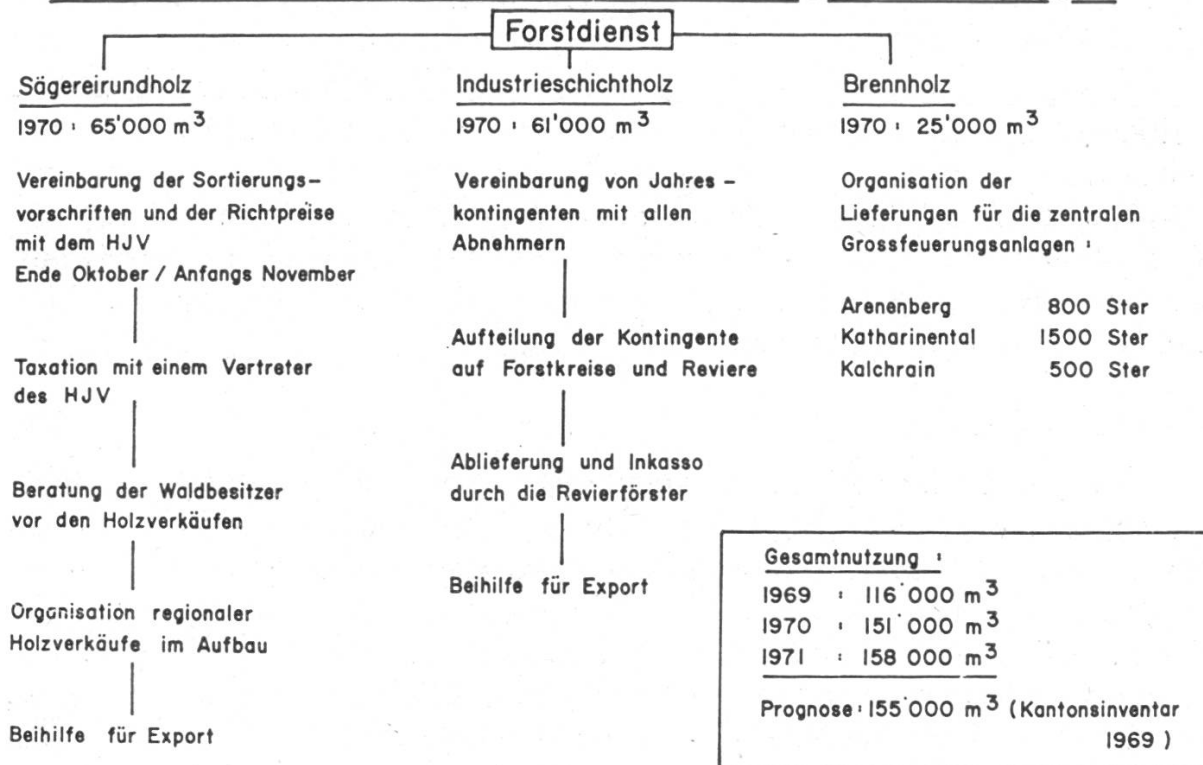 Forstdienst
Sägereirundholz
1970 : 65'000 m³
Vereinbarung der Sortierungs-
vorschriften und der Richtpreise
mit dem HJV
Ende Oktober / Anfangs November
Taxation mit einem Vertreter
des HJV
Beratung der Waldbesitzer
vor den Holzverkäufen
Organisation regionaler
Holzverkäufe im Aufbau
Beihilfe für Export
Industrieschichtholz
1970 : 61'000 m³
Vereinbarung von Jahres-
kontingenten mit allen
Abnehmern
Aufteilung der Kontingente
auf Forstkreise und Reviere
Ablieferung und Inkasso
durch die Revierförster
Beihilfe für Export
Brennholz
1970 : 25'000 m³
Organisation der
Lieferungen für die zentralen
Grossfeuerungsanlagen :
Arenenberg 800 Ster
Katharinental 1500 Ster
Kalchrain 500 Ster
Gesamtnutzung :
1969 : 116'000 m³
1970 : 151'000 m³
1971 : 158 000 m³
Prognose : 155'000 m³ (Kantonsinventar
1969 )